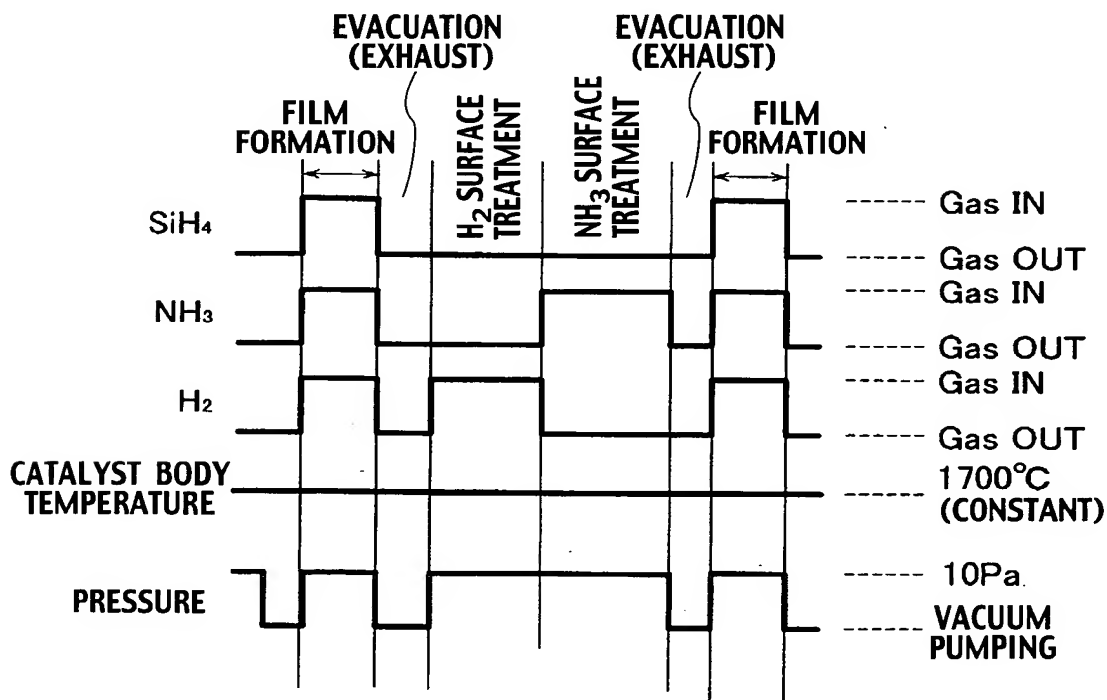 EVACUATION
(EXHAUST)
EVACUATION
(EXHAUST)
FILM
FORMATION
H2 SURFACE
TREATMENT
NH3 SURFACE
TREATMENT
FILM
FORMATION
SiH4
Gas IN
Gas OUT
NH3
Gas IN
Gas OUT
H2
Gas IN
Gas OUT
CATALYST BODY
TEMPERATURE
1700°C
(CONSTANT)
PRESSURE
10Pa
VACUUM
PUMPING